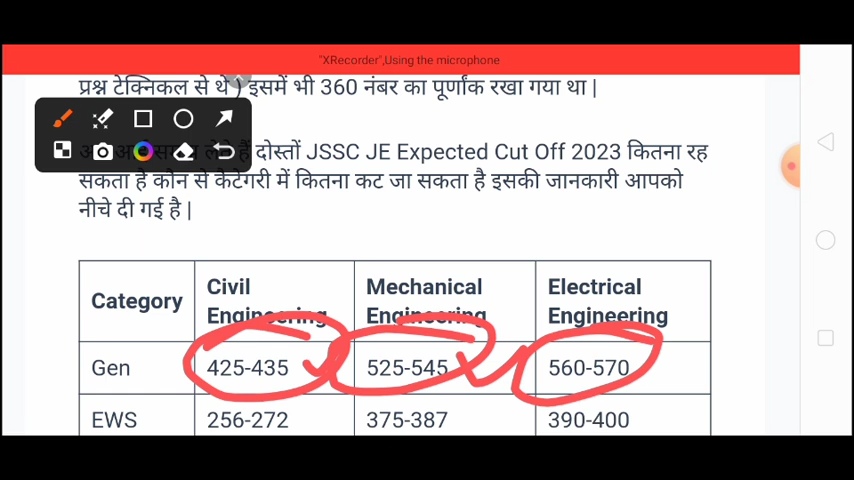 "XRecorder",Using the microphone
प्रश्न टेक्निकल से थे ) इसमें भी 360 नंबर का पूर्णांक रखा गया था |
हैं दोस्तों JSSC JE Expected Cut Off 2023 कितना रह
सकता है कौन से कैटेगरी में कितना कट जा सकता है इसकी जानकारी आपको
नीचे दी गई है |
Category Civil Engineering Mechanical Engineering Electrical Engineering
Gen 425-435 525-545 560-570
EWS 256-272 375-387 390-400